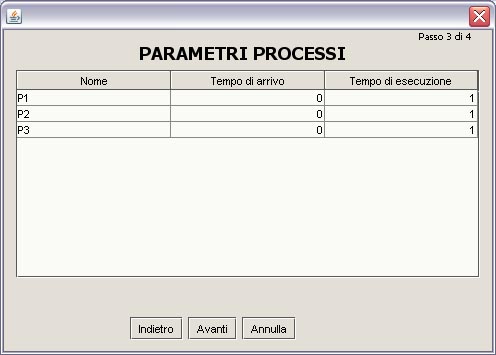 Passo 3 di 4
PARAMETRI PROCESSI
Nome Tempo di arrivo Tempo di esecuzione
P1 0 1
P2 0 1
P3 0 1
Indietro Avanti Annulla